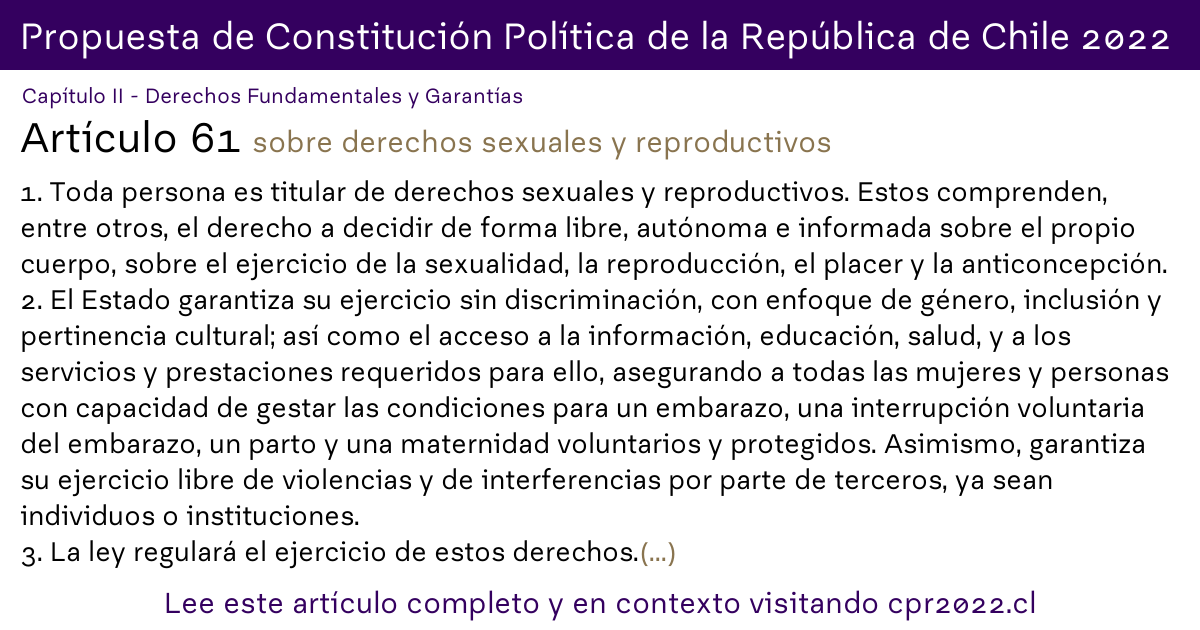 Propuesta de Constitución Política de la República de Chile 2022
Capítulo II - Derechos Fundamentales y Garantías
Artículo 61 sobre derechos sexuales y reproductivos
1. Toda persona es titular de derechos sexuales y reproductivos. Estos comprenden,
entre otros, el derecho a decidir de forma libre, autónoma e informada sobre el propio
cuerpo, sobre el ejercicio de la sexualidad, la reproducción, el placer y la anticoncepción.
2. El Estado garantiza su ejercicio sin discriminación, con enfoque de género, inclusión y
pertinencia cultural; así como el acceso a la información, educación, salud, y a los
servicios y prestaciones requeridos para ello, asegurando a todas las mujeres y personas
con capacidad de gestar las condiciones para un embarazo, una interrupción voluntaria
del embarazo, un parto y una maternidad voluntarios y protegidos. Asimismo, garantiza
su ejercicio libre de violencias y de interferencias por parte de terceros, ya sean
individuos o instituciones.
3. La ley regulará el ejercicio de estos derechos.(...)
Lee este artículo completo y en contexto visitando cpr2022.cl